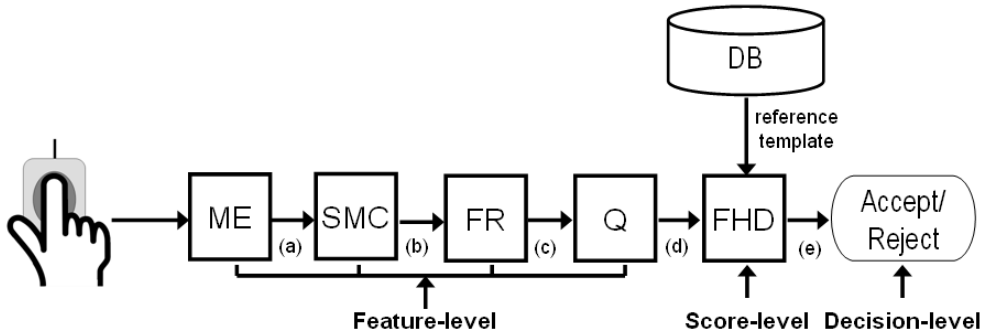 DB
reference
template
ME
(a)
SMC
(b)
FR
(c)
Q
(d)
FHD
(e)
Accept/
Reject
Feature-level
Score-level
Decision-level